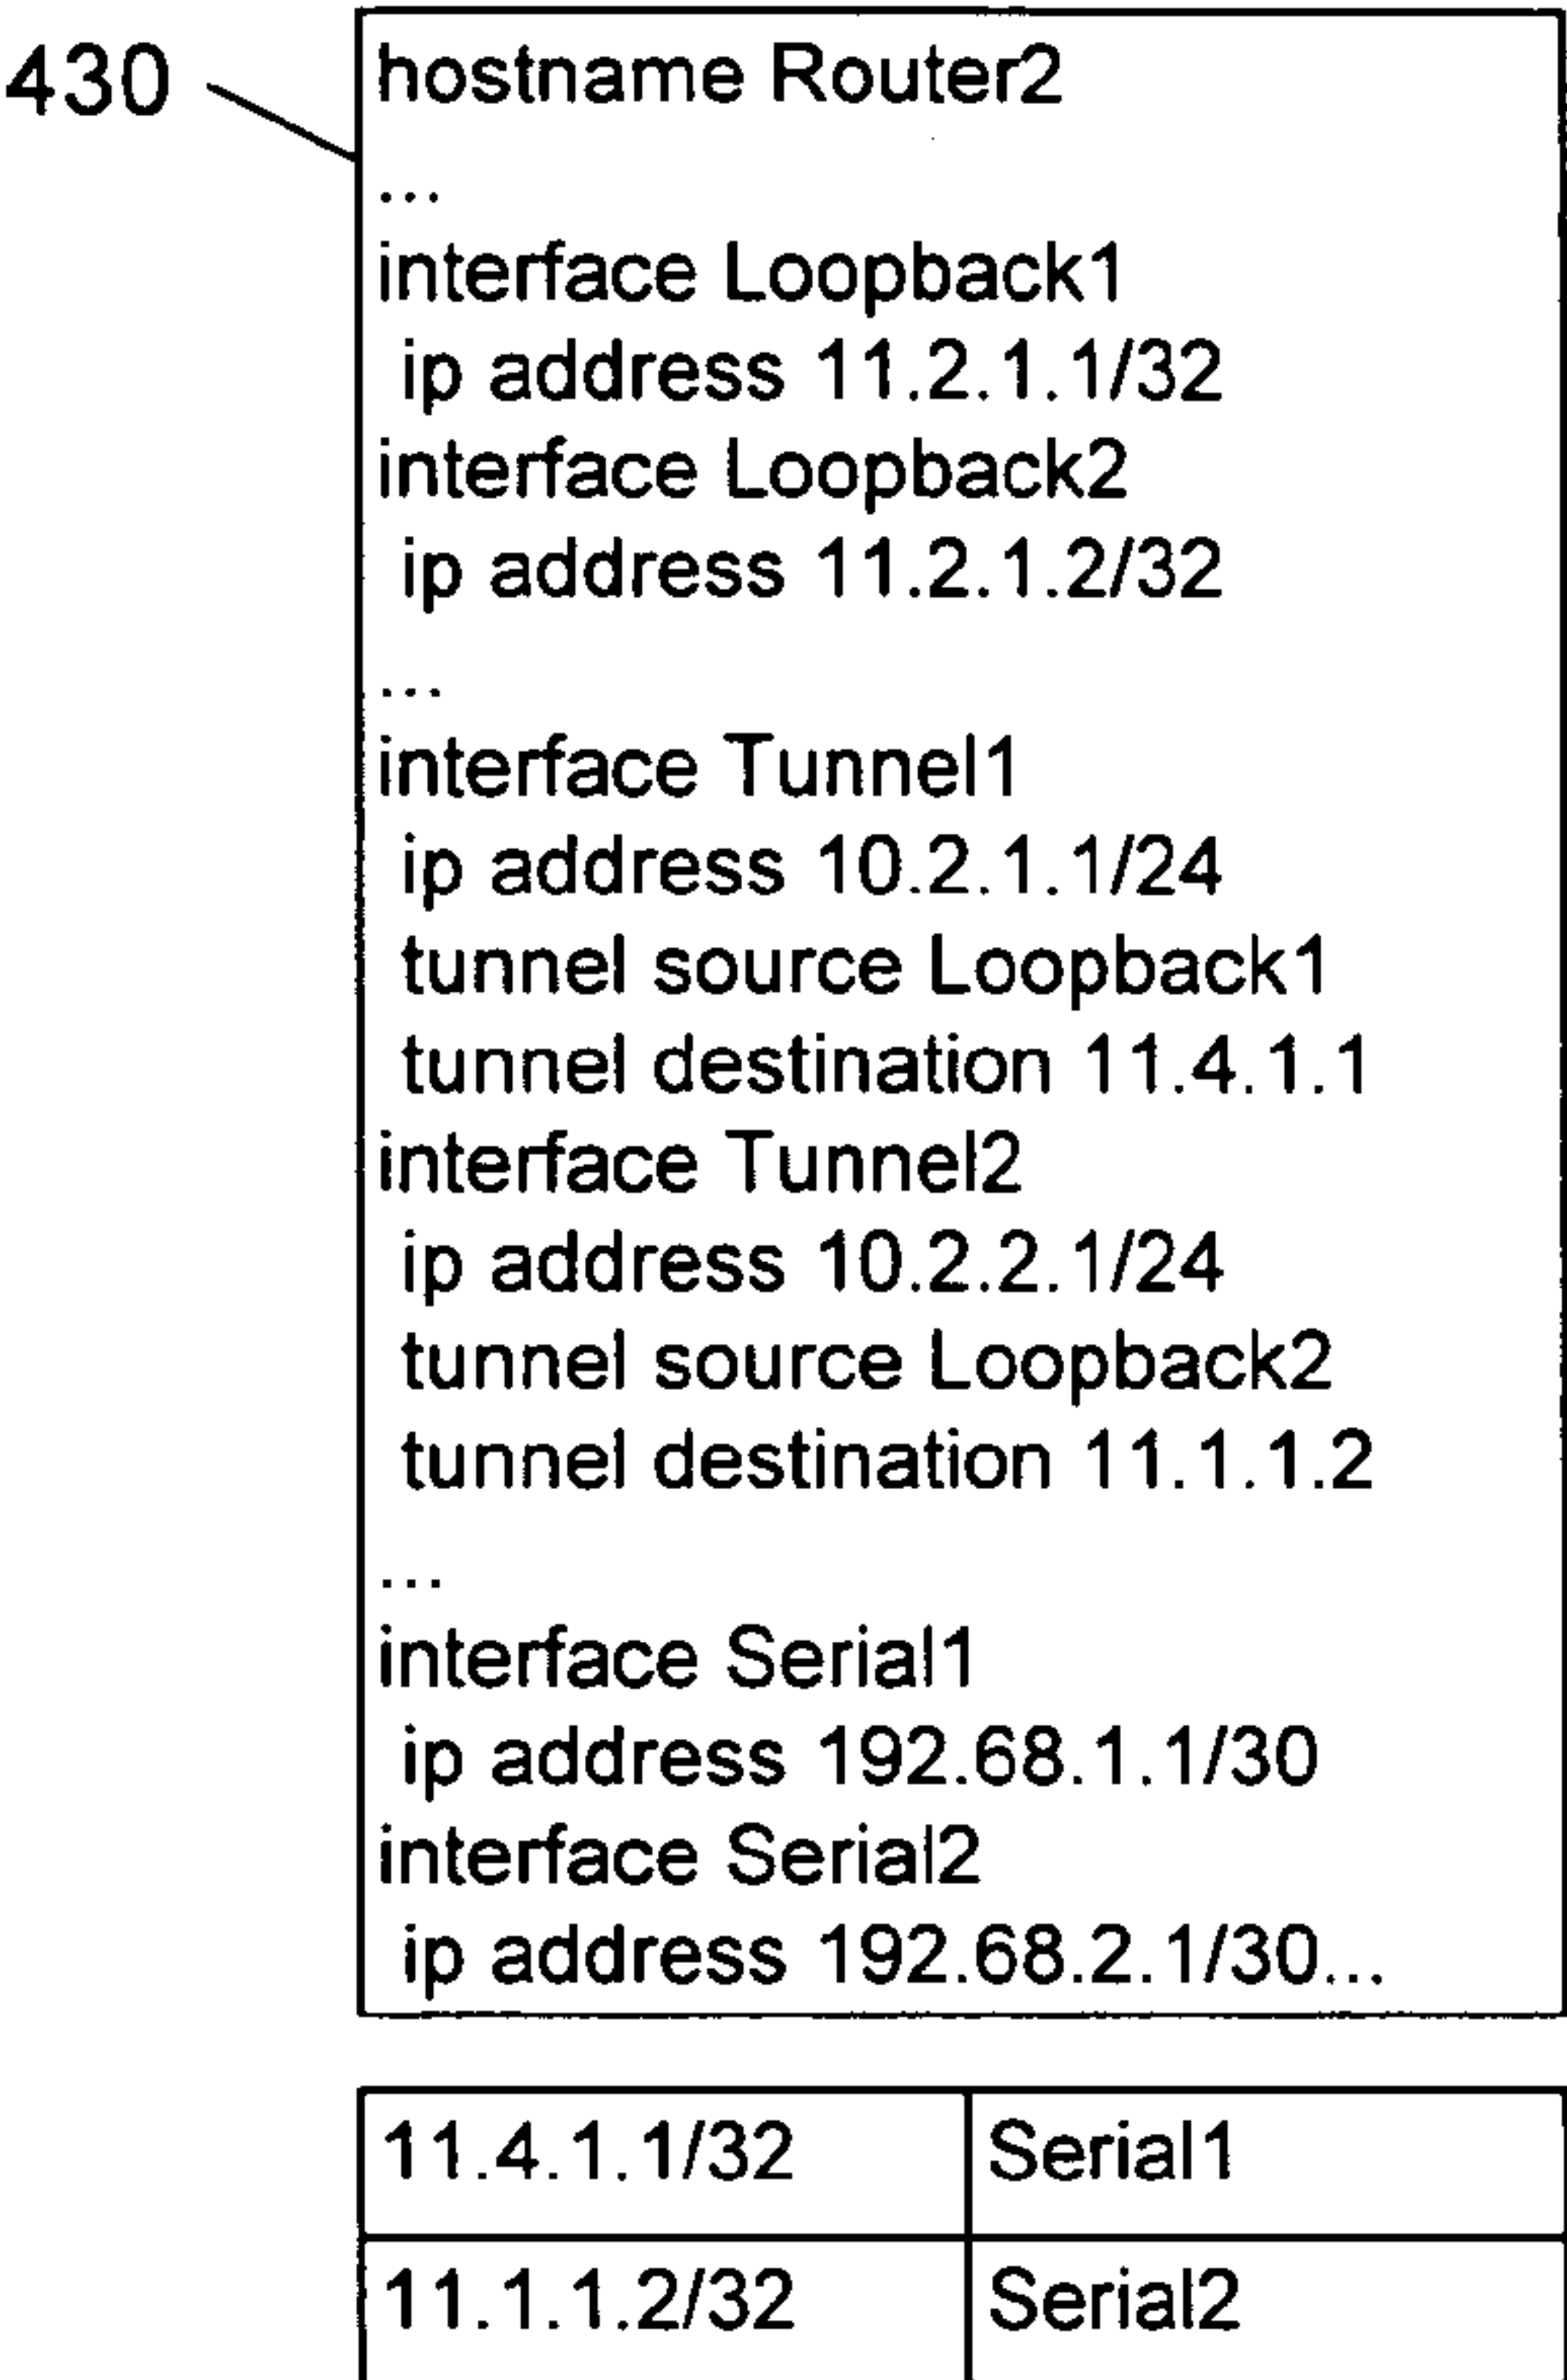 430
hostname Router2
...
interface Loopback1
ip address 11.2.1.1/32
interface Loopback2
ip address 11.2.1.2/32
...
interface Tunnel1
ip address 10.2.1.1/24
tunnel source Loopback1
tunnel destination 11.4.1.1
interface Tunnel2
ip address 10.2.2.1/24
tunnel source Loopback2
tunnel destination 11.1.1.2
...
interface Serial1
ip address 192.68.1.1/30
interface Serial2
ip address 192.68.2.1/30...
11.4.1.1/32 Serial1
11.1.1.2/32 Serial2